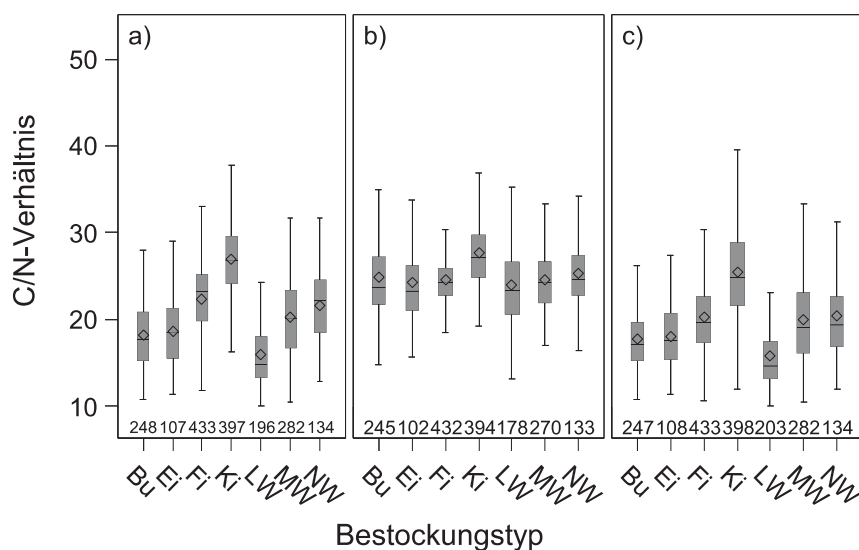 a) b) c)
50
40
30
20
10
C/N-Verhältnis
248 107 433 397 196 282 134 245 102 432 394 178 270 133 247 108 433 398 203 282 134
Bu Ei Fi Ki LW MW NW Bu Ei Fi Ki LW MW NW Bu Ei Fi Ki LW MW NW
Bestockungstyp